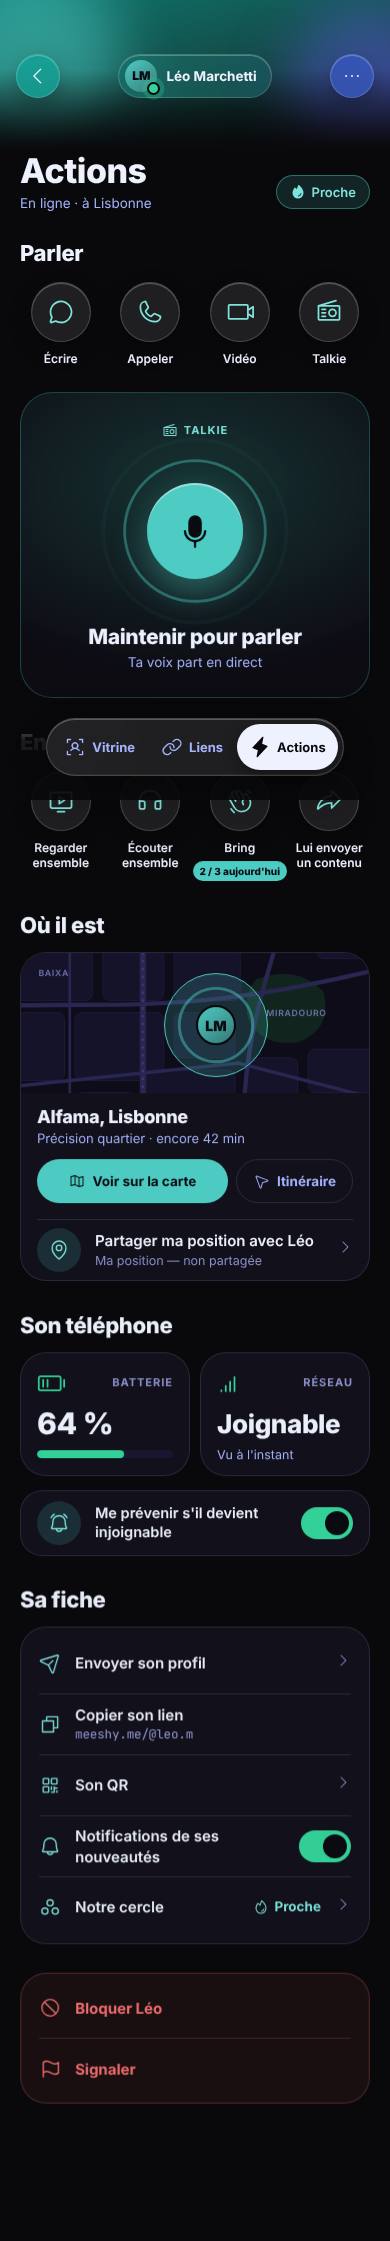 LM Léo Marchetti
Actions
En ligne · à Lisbonne
Proche
Parler
Écrire
Appeler
Vidéo
Talkie
TALKIE
Maintenir pour parler
Ta voix part en direct
En
Vitrine
Liens
Actions
Regarder
ensemble
Écouter
ensemble
Bring
2 / 3 aujourd'hui
Lui envoyer
un contenu
Où il est
BAIXA
LM
MIRADOURO
Alfama, Lisbonne
Précision quartier · encore 42 min
Voir sur la carte
Itinéraire
Partager ma position avec Léo
Ma position — non partagée
Son téléphone
BATTERIE
64 %
RÉSEAU
Joignable
Vu à l'instant
Me prévenir s'il devient
injoignable
Sa fiche
Envoyer son profil
Copier son lien
meeshy.me/@leo.m
Son QR
Notifications de ses
nouveautés
Notre cercle
Proche
Bloquer Léo
Signaler